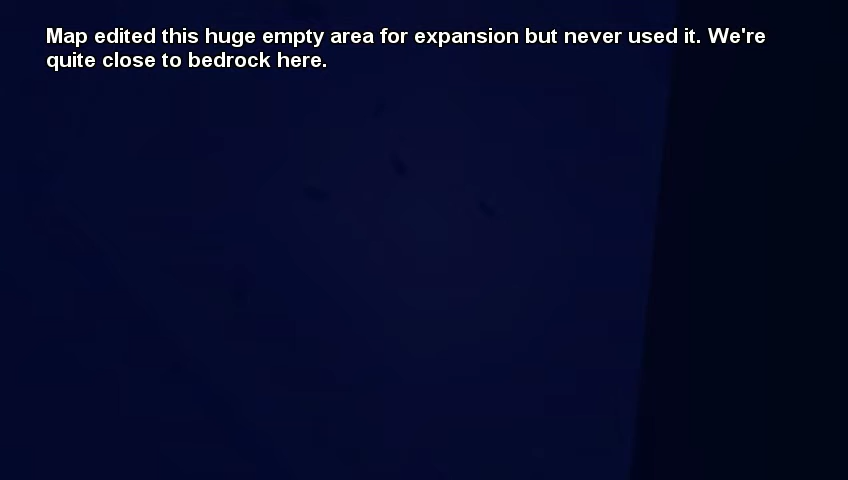 Map edited this huge empty area for expansion but never used it. We're
quite close to bedrock here.